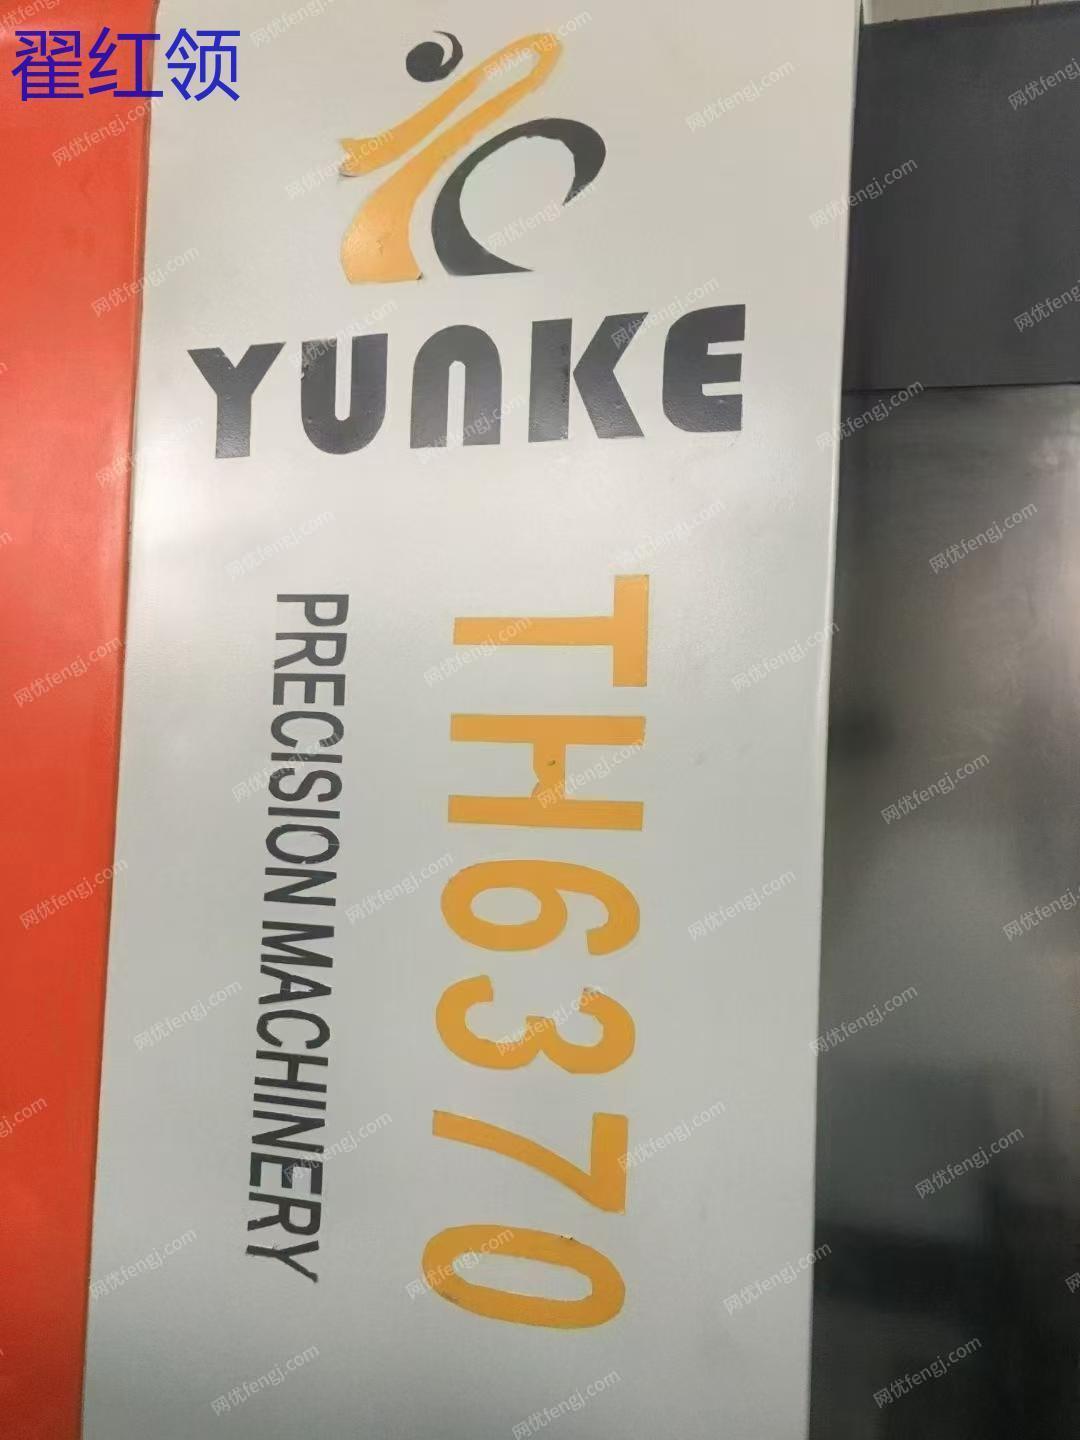 翟红领
YUNKE
TH6370
PRECISION MACHINERY
网优fengj.com